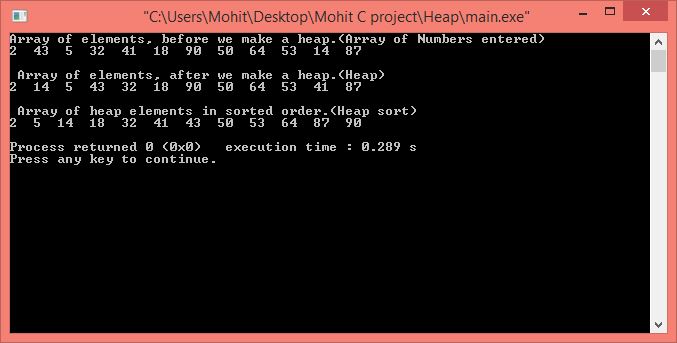 "C:\Users\Mohit\Desktop\Mohit C project\Heap\main.exe"
Array of elements, before we make a heap.(Array of Numbers entered)
2 43 5 32 41 18 90 50 64 53 14 87
Array of elements, after we make a heap.(Heap)
2 14 5 43 32 18 90 50 64 53 41 87
Array of heap elements in sorted order.(Heap sort)
2 5 14 18 32 41 43 50 53 64 87 90
Process returned 0 (0x0) execution time : 0.289 s
Press any key to continue.